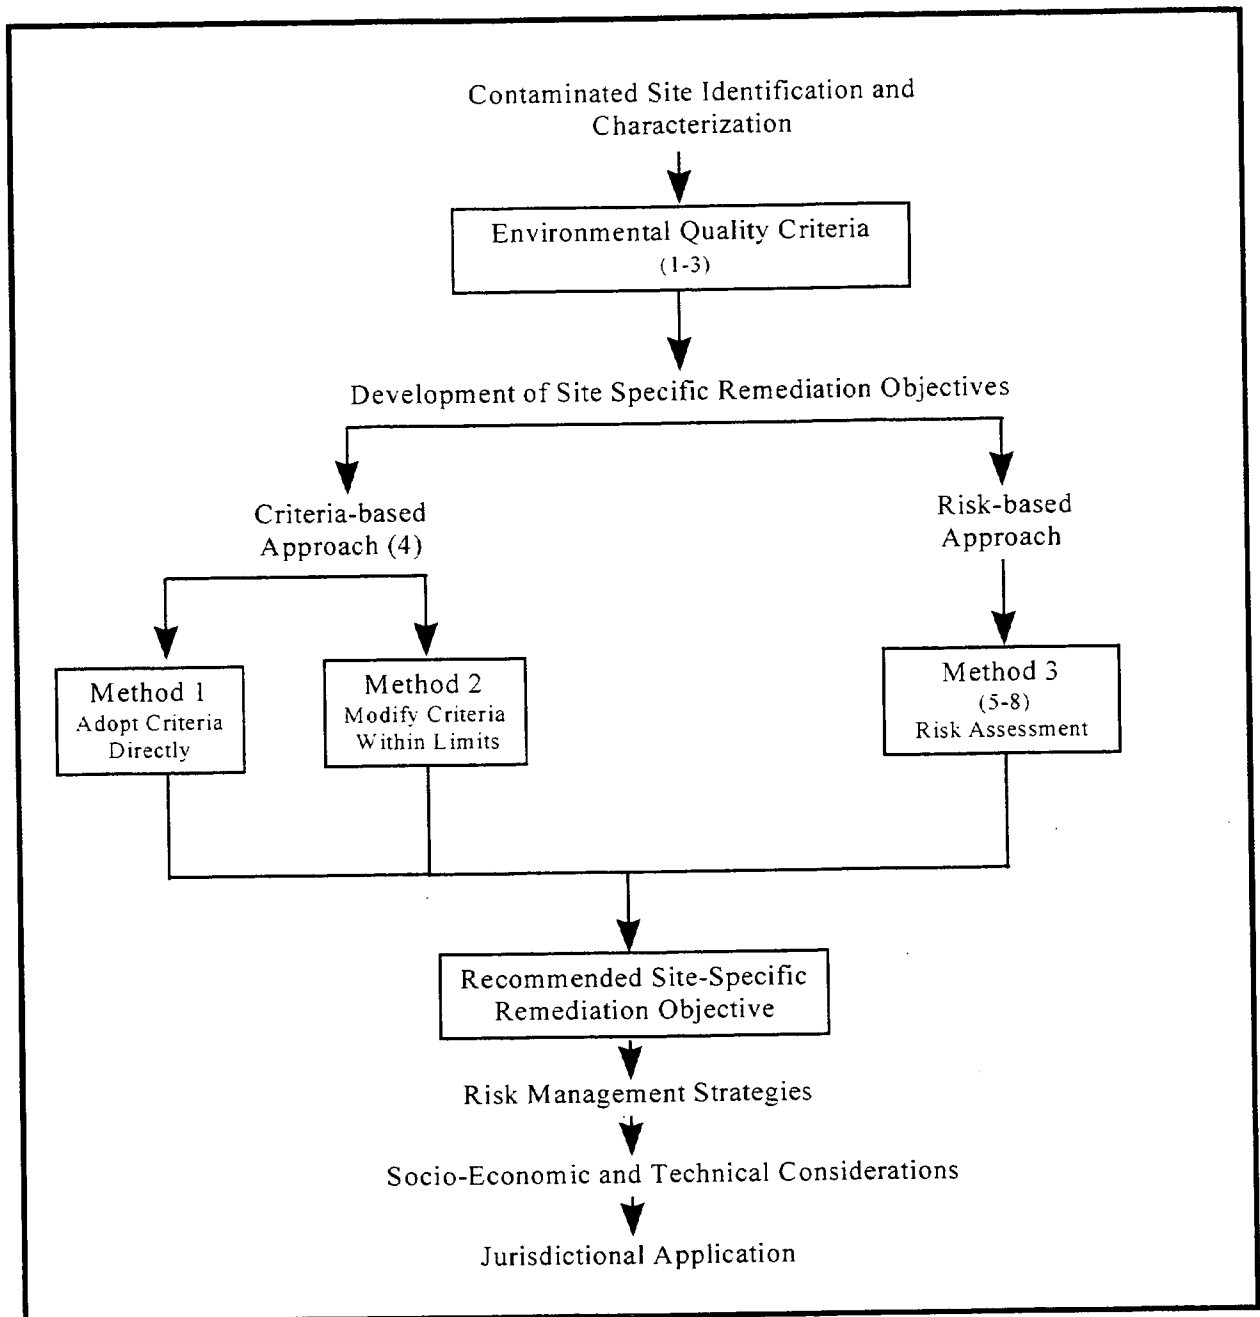 Contaminated Site Identification and
Characterization
Environmental Quality Criteria
(1-3)
Development of Site Specific Remediation Objectives
Criteria-based
Approach (4)
Risk-based
Approach
Method 1
Adopt Criteria
Directly
Method 2
Modify Criteria
Within Limits
Method 3
(5-8)
Risk Assessment
Recommended Site-Specific
Remediation Objective
Risk Management Strategies
Socio-Economic and Technical Considerations
Jurisdictional Application